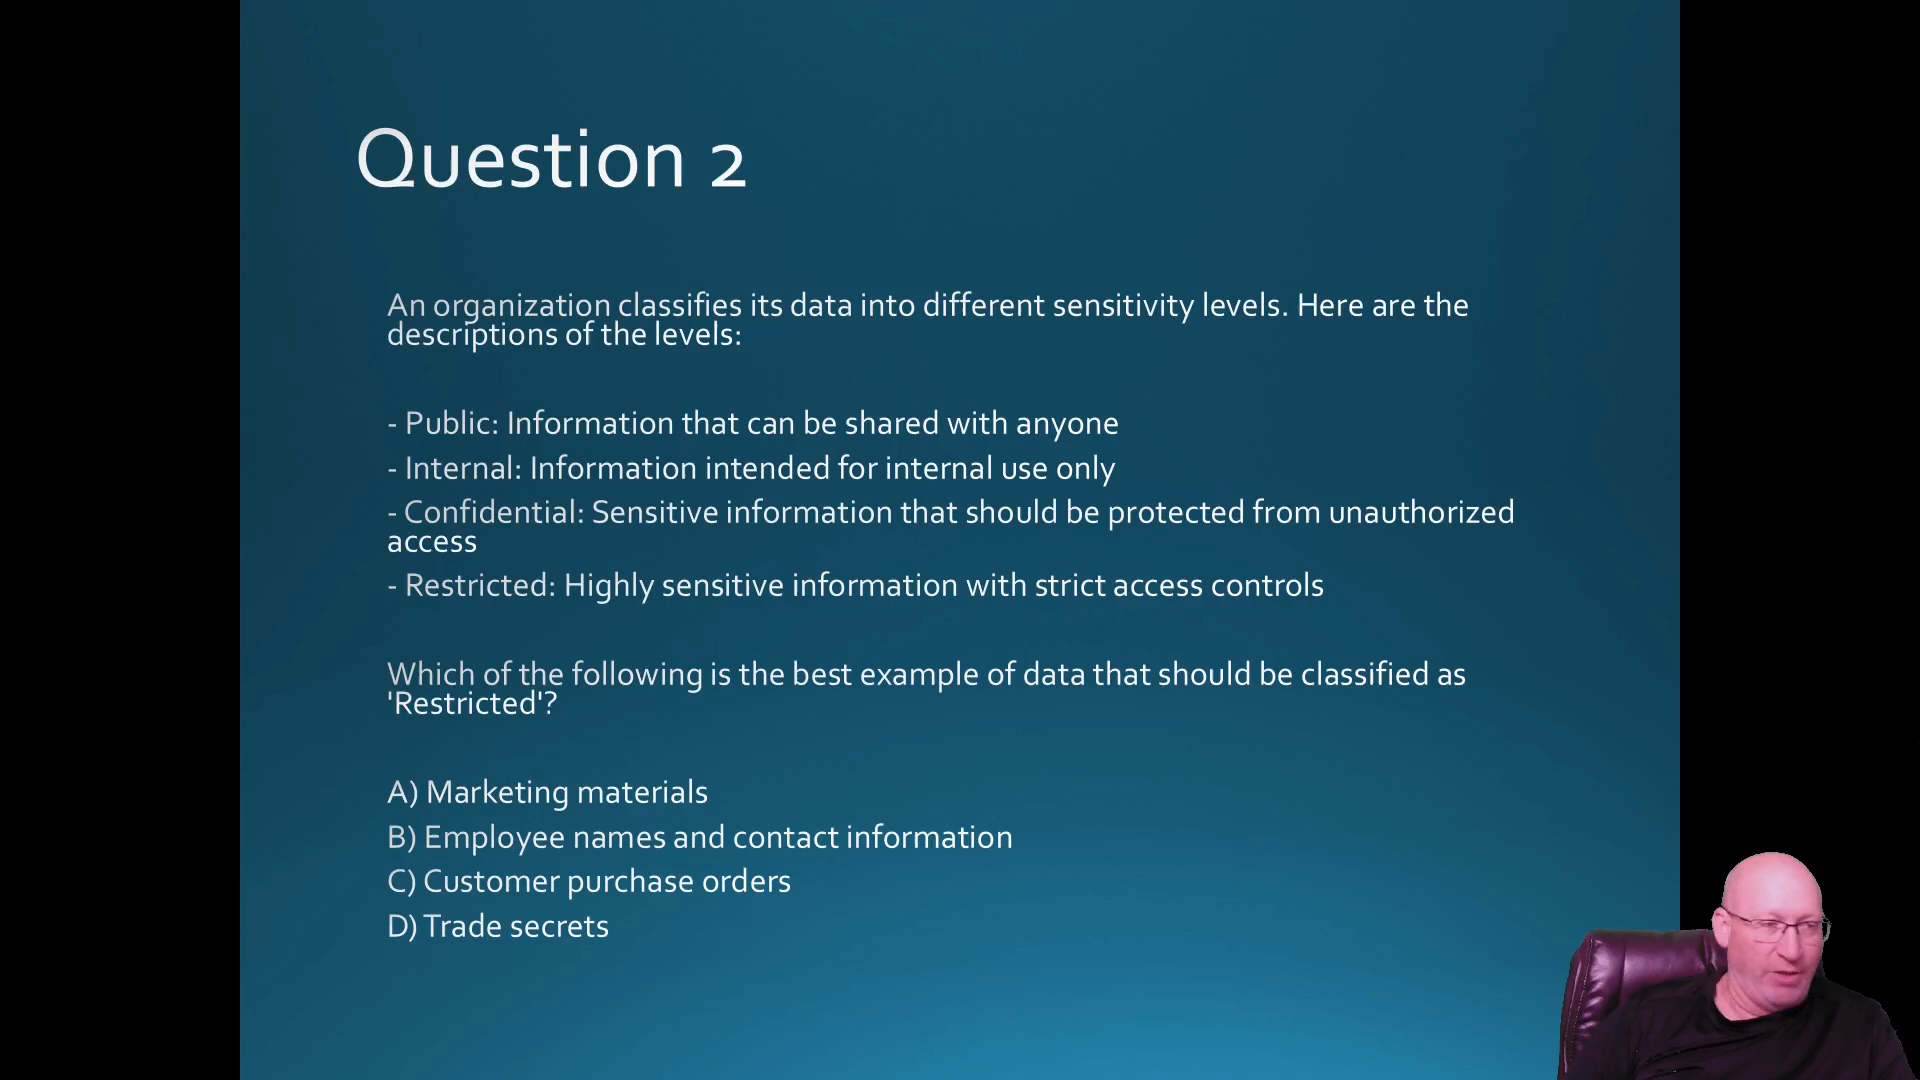 Question 2
An organization classifies its data into different sensitivity levels. Here are the
descriptions of the levels:
- Public: Information that can be shared with anyone
- Internal: Information intended for internal use only
- Confidential: Sensitive information that should be protected from unauthorized
access
- Restricted: Highly sensitive information with strict access controls
Which of the following is the best example of data that should be classified as
'Restricted'?
A) Marketing materials
B) Employee names and contact information
C) Customer purchase orders
D) Trade secrets